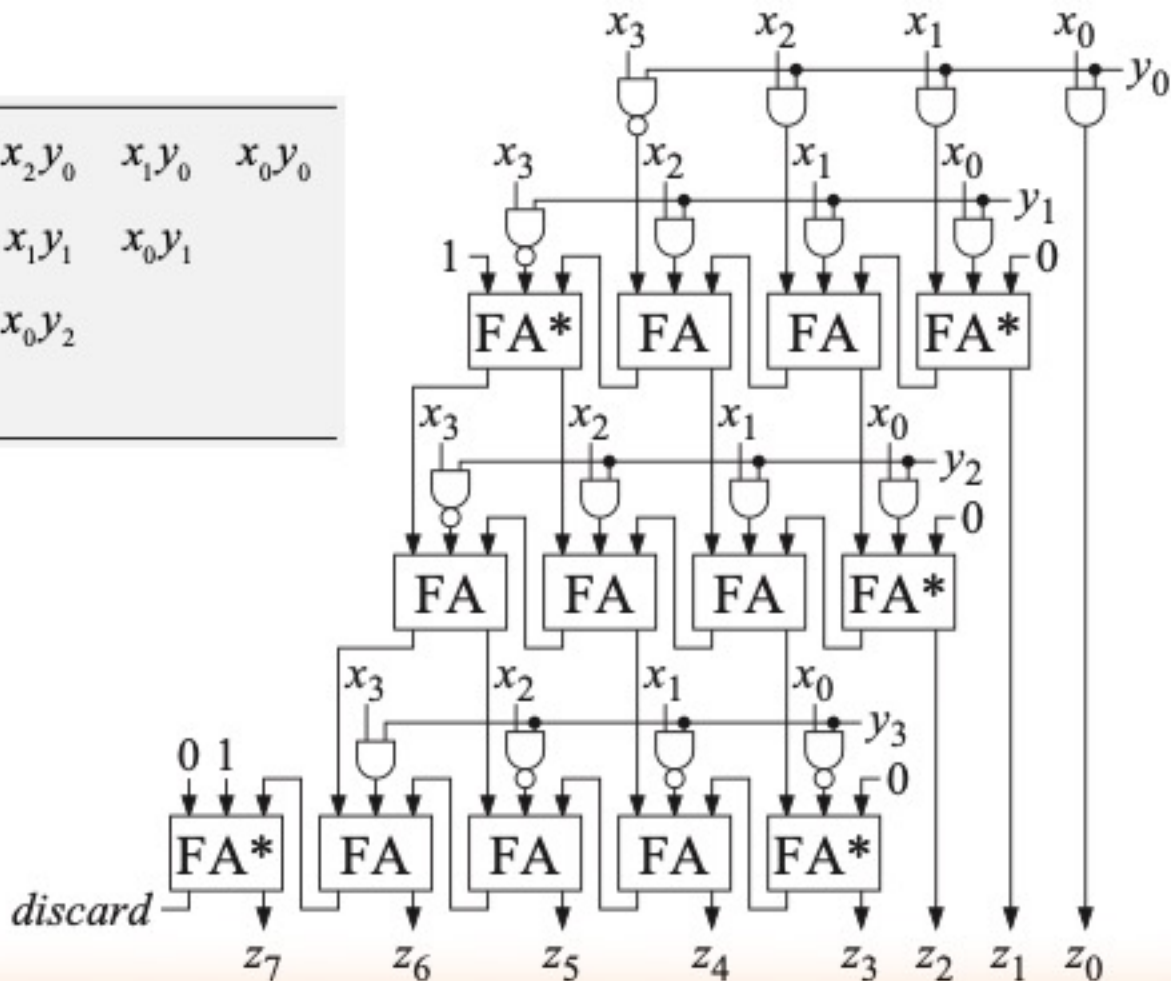 x₃ x₂ x₁ x₀
y₀
x₂y₀ x₁y₀ x₀y₀
x₃ x₂ x₁ x₀
y₁
x₁y₁ x₀y₁
1 0
x₀y₂
FA* FA FA FA*
x₃ x₂ x₁ x₀
y₂
0
FA FA FA FA*
x₃ x₂ x₁ x₀
y₃
0 1 0
FA* FA FA FA FA*
discard
z₇ z₆ z₅ z₄ z₃ z₂ z₁ z₀